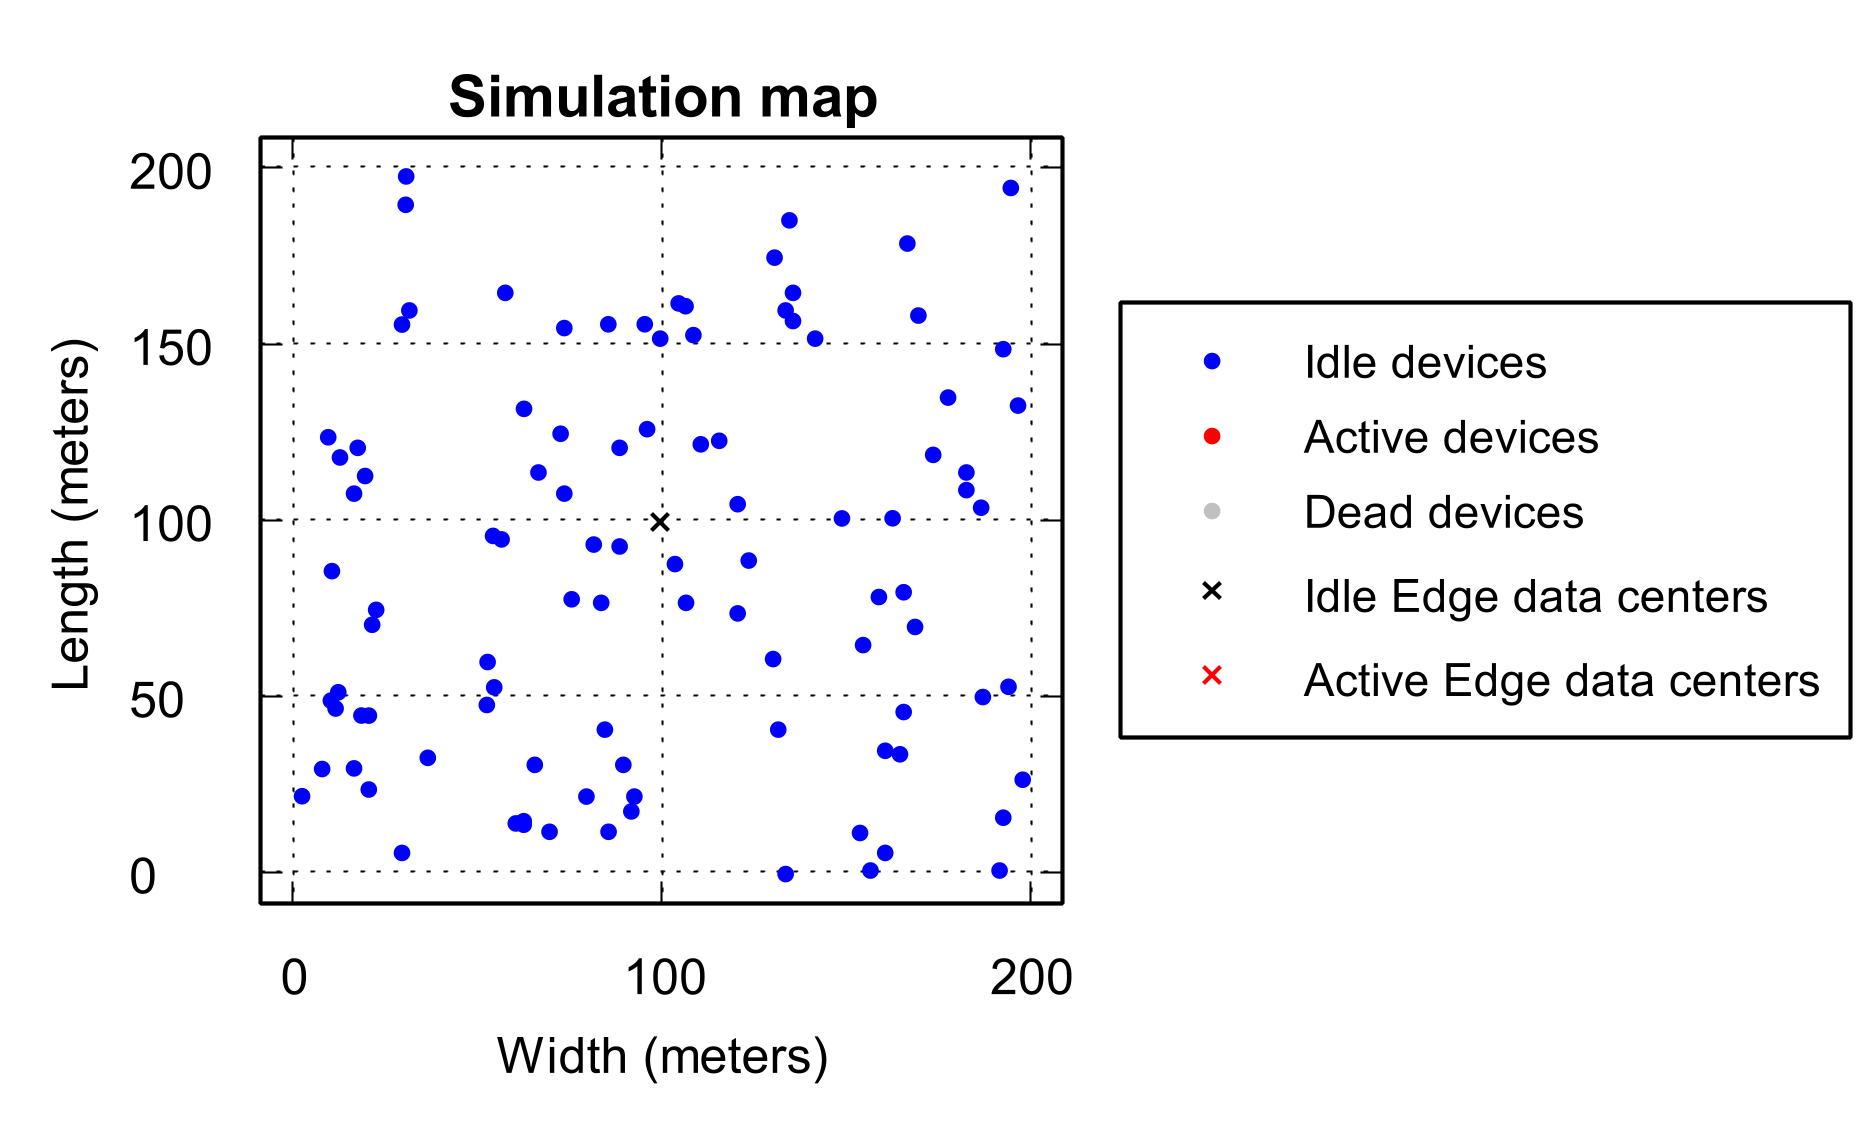 Simulation map
200
150
100
50
0
Length (meters)
0 100 200
Width (meters)
Idle devices
Active devices
Dead devices
Idle Edge data centers
Active Edge data centers